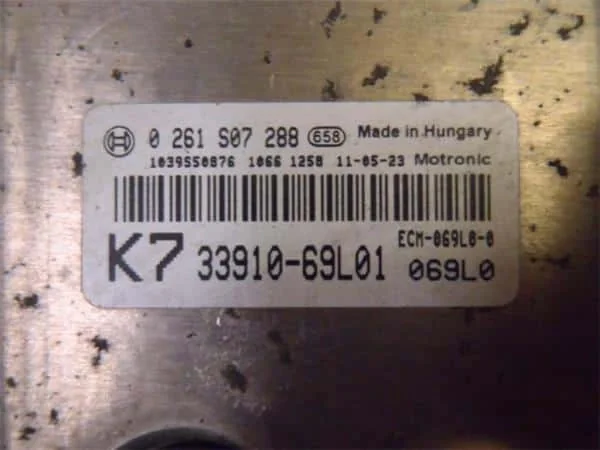 0 261 S07 288 658 Made in Hungary
1039S50876 1066 1258 11-05-23 Motronic
K7 33910-69L01 ECM-069L0-0
069L0